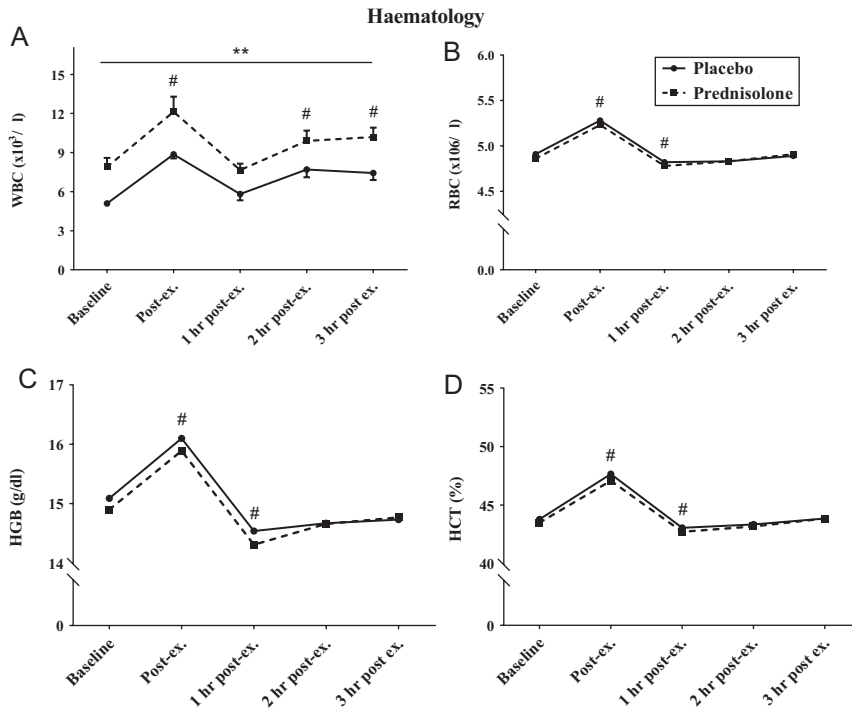 Haematology
A
**
15
12
9
6
3
0
WBC (x10³/ l)
#
#
#
Baseline
Post-ex.
1 hr post-ex.
2 hr post-ex.
3 hr post ex.
B
6.0
5.5
5.0
4.5
0.0
RBC (x106/ l)
#
#
Placebo
Prednisolone
Baseline
Post-ex.
1 hr post-ex.
2 hr post-ex.
3 hr post ex.
C
17
16
15
14
0
HGB (g/dl)
#
#
Baseline
Post-ex.
1 hr post-ex.
2 hr post-ex.
3 hr post ex.
D
55
50
45
40
0
HCT (%)
#
#
Baseline
Post-ex.
1 hr post-ex.
2 hr post-ex.
3 hr post ex.